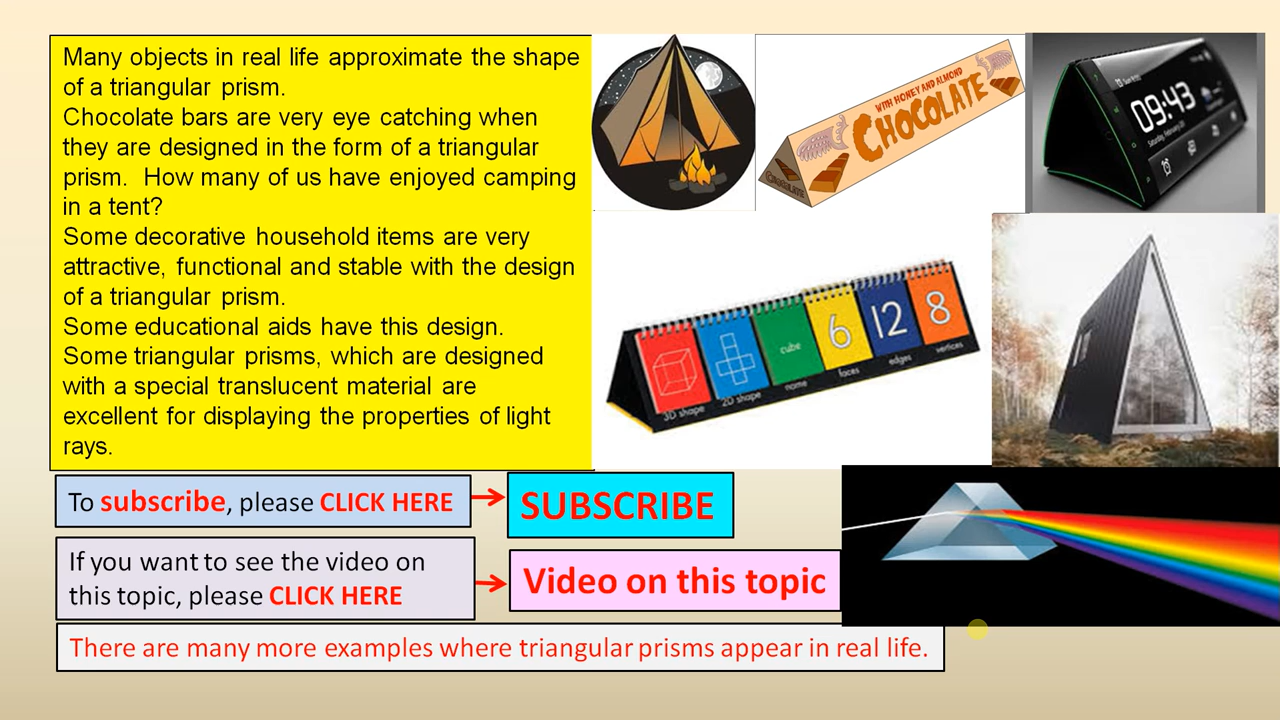 Many objects in real life approximate the shape
of a triangular prism.
Chocolate bars are very eye catching when
they are designed in the form of a triangular
prism.  How many of us have enjoyed camping
in a tent?
Some decorative household items are very
attractive, functional and stable with the design
of a triangular prism.
Some educational aids have this design.
Some triangular prisms, which are designed
with a special translucent material are
excellent for displaying the properties of light
rays.
WITH HONEY AND ALMOND
CHOCOLATE
CHOCOLATE
09:43
cube
6
12
8
3D shape
2D shape
name
faces
edges
vertices
To subscribe, please CLICK HERE
SUBSCRIBE
If you want to see the video on
this topic, please CLICK HERE
Video on this topic
There are many more examples where triangular prisms appear in real life.